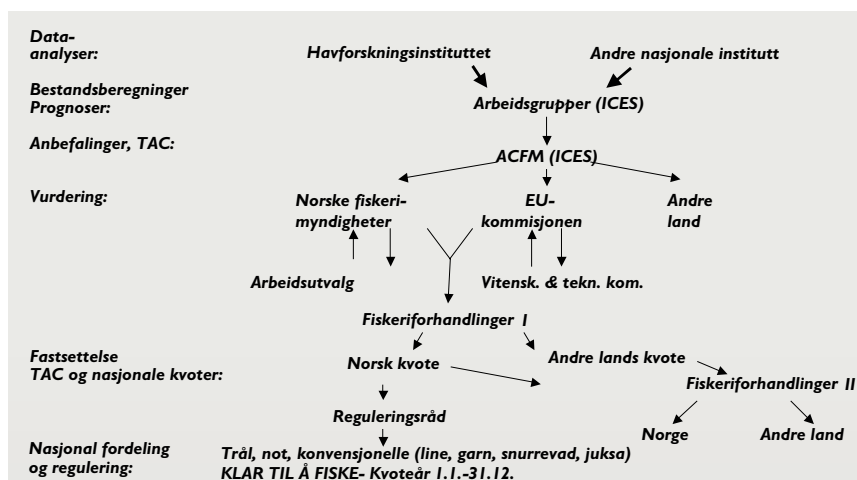 Data-
analyser:
Havforskningsinstituttet
Andre nasjonale institutt
Bestandsberegninger
Prognoser:
Arbeidsgrupper (ICES)
Anbefalinger, TAC:
ACFM (ICES)
Vurdering:
Norske fiskeri-
myndigheter
EU-
kommisjonen
Andre
land
Arbeidsutvalg
Vitensk. & tekn. kom.
Fiskeriforhandlinger I
Fastsettelse
TAC og nasjonale kvoter:
Norsk kvote
Andre lands kvote
Fiskeriforhandlinger II
Reguleringsråd
Norge
Andre land
Nasjonal fordeling
og regulering:
Trål, not, konvensjonelle (line, garn, snurrevad, juksa)
KLAR TIL Å FISKE- Kvoteår 1.1.-31.12.